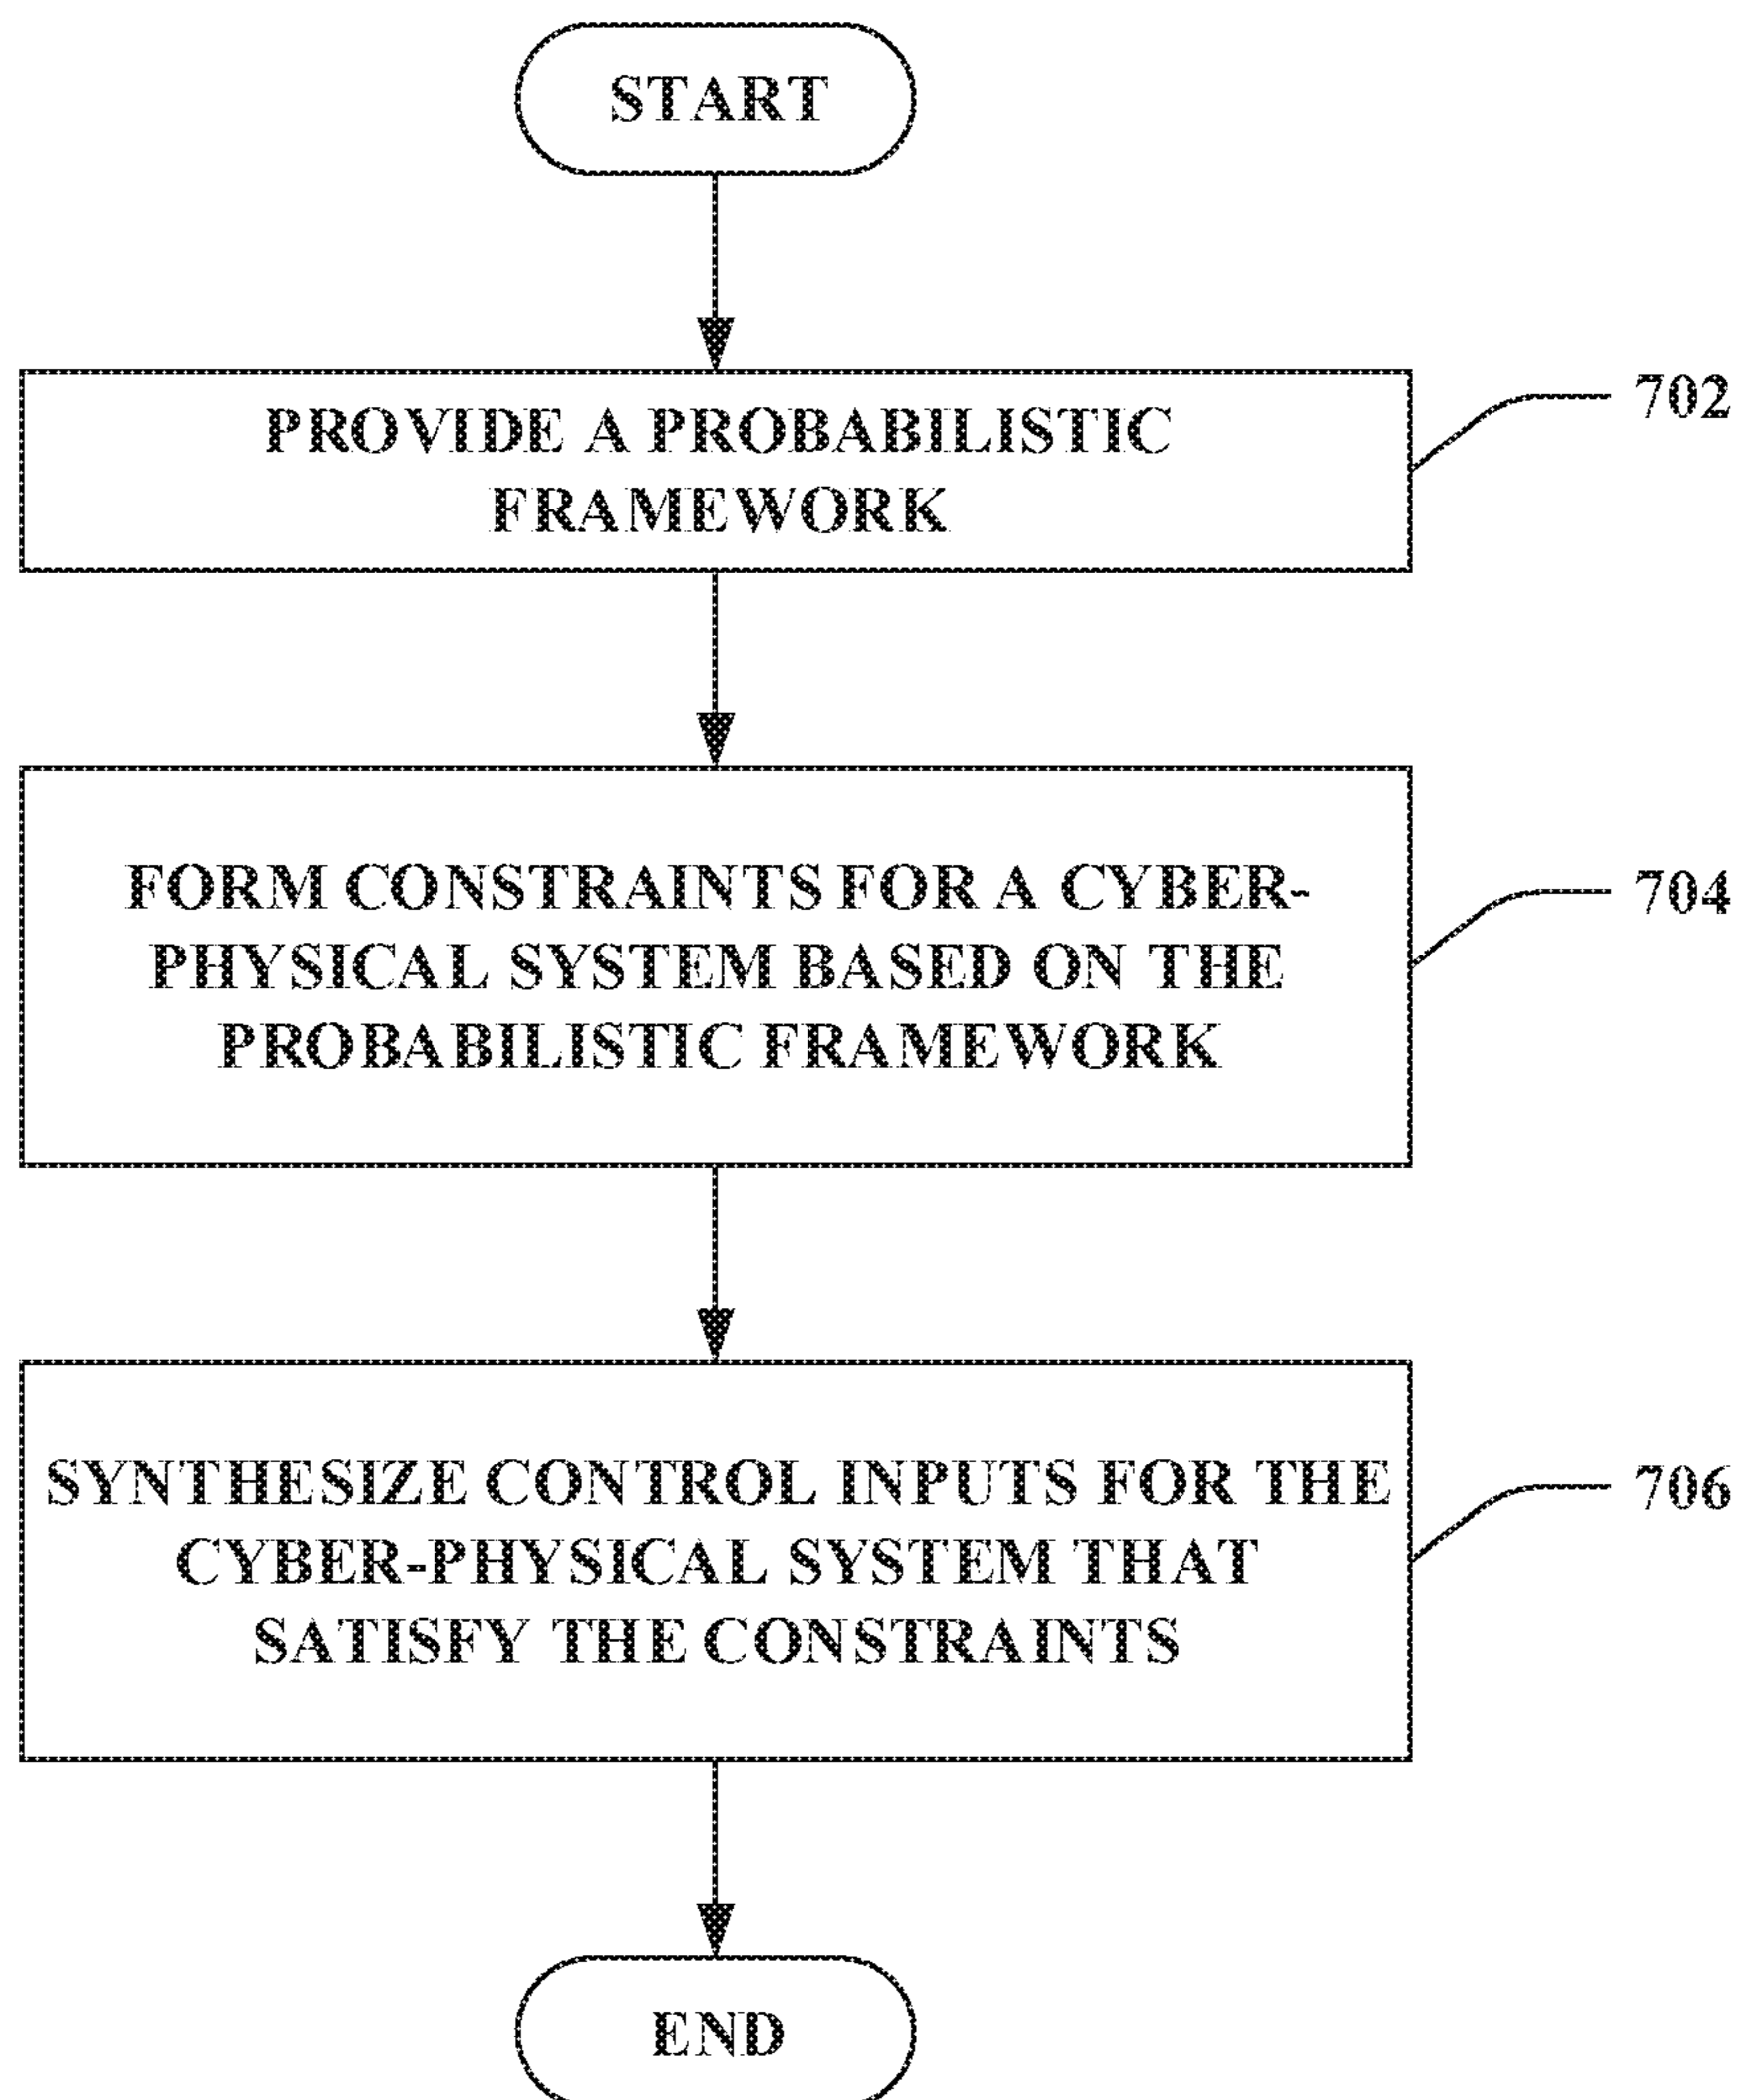 START
PROVIDE A PROBABILISTIC
FRAMEWORK
702
FORM CONSTRAINTS FOR A CYBER-
PHYSICAL SYSTEM BASED ON THE
PROBABILISTIC FRAMEWORK
704
SYNTHESIZE CONTROL INPUTS FOR THE
CYBER-PHYSICAL SYSTEM THAT
SATISFY THE CONSTRAINTS
706
END